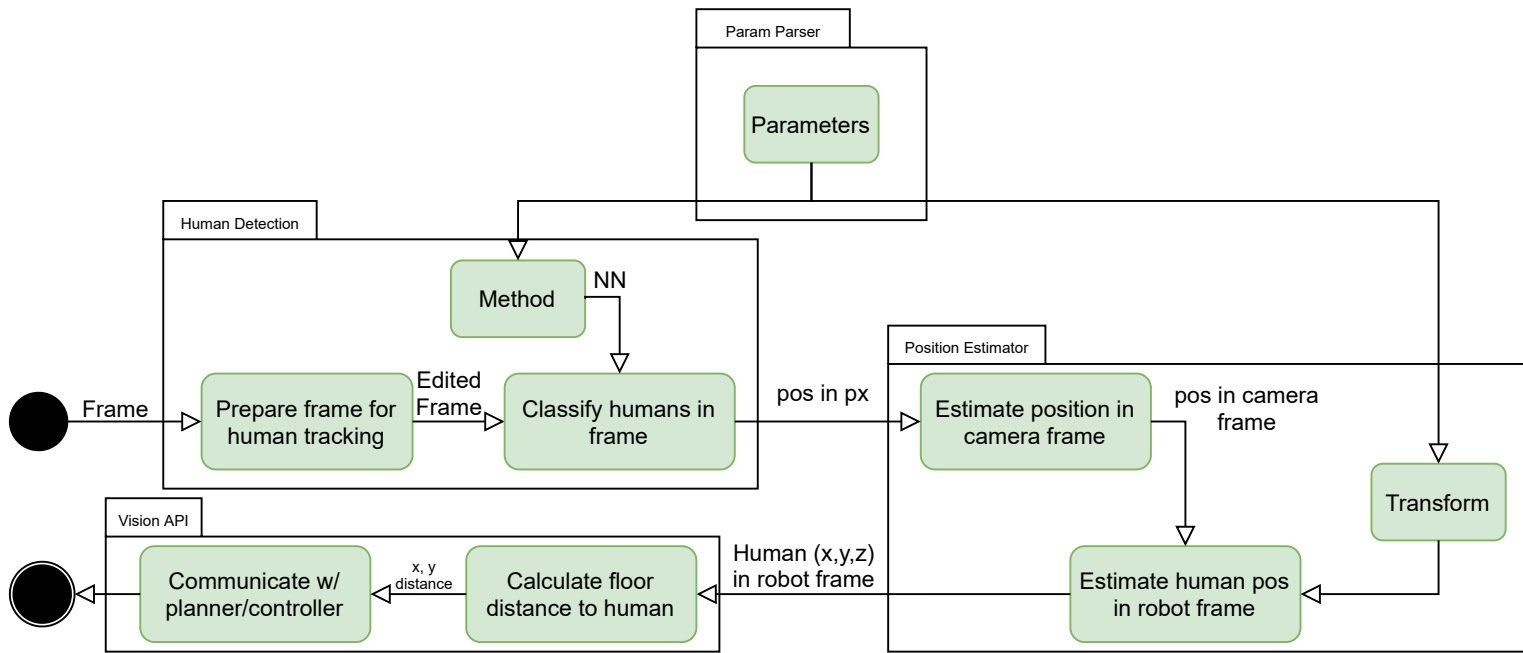 Param Parser
Parameters
Human Detection
Method
NN
Frame
Prepare frame for
human tracking
Edited
Frame
Classify humans in
frame
pos in px
Position Estimator
Estimate position in
camera frame
pos in camera
frame
Transform
Vision API
Communicate w/
planner/controller
x, y
distance
Calculate floor
distance to human
Human (x,y,z)
in robot frame
Estimate human pos
in robot frame